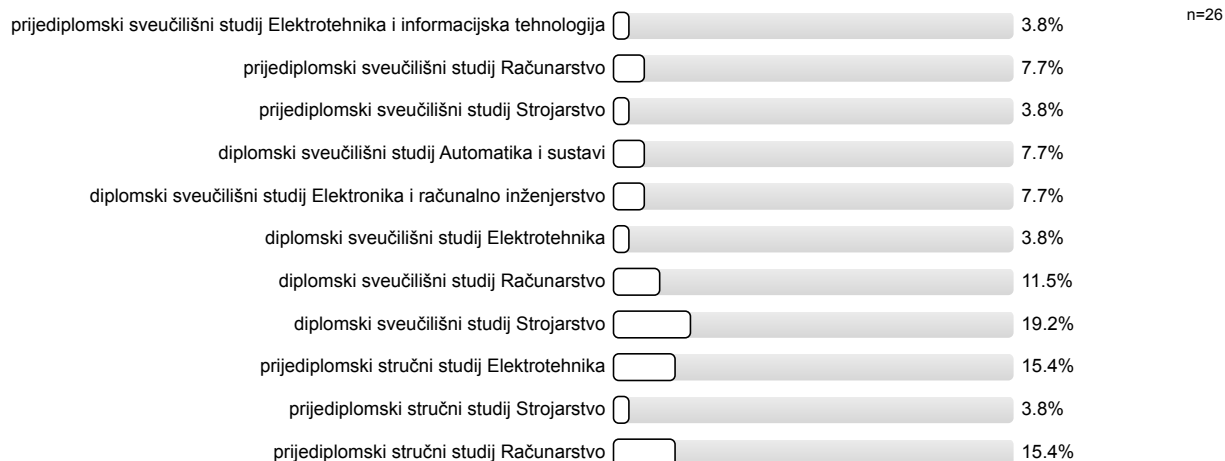 prijediplomski sveučilišni studij Elektrotehnika i informacijska tehnologija 3.8% n=26
prijediplomski sveučilišni studij Računarstvo 7.7%
prijediplomski sveučilišni studij Strojarstvo 3.8%
diplomski sveučilišni studij Automatika i sustavi 7.7%
diplomski sveučilišni studij Elektronika i računalno inženjerstvo 7.7%
diplomski sveučilišni studij Elektrotehnika 3.8%
diplomski sveučilišni studij Računarstvo 11.5%
diplomski sveučilišni studij Strojarstvo 19.2%
prijediplomski stručni studij Elektrotehnika 15.4%
prijediplomski stručni studij Strojarstvo 3.8%
prijediplomski stručni studij Računarstvo 15.4%